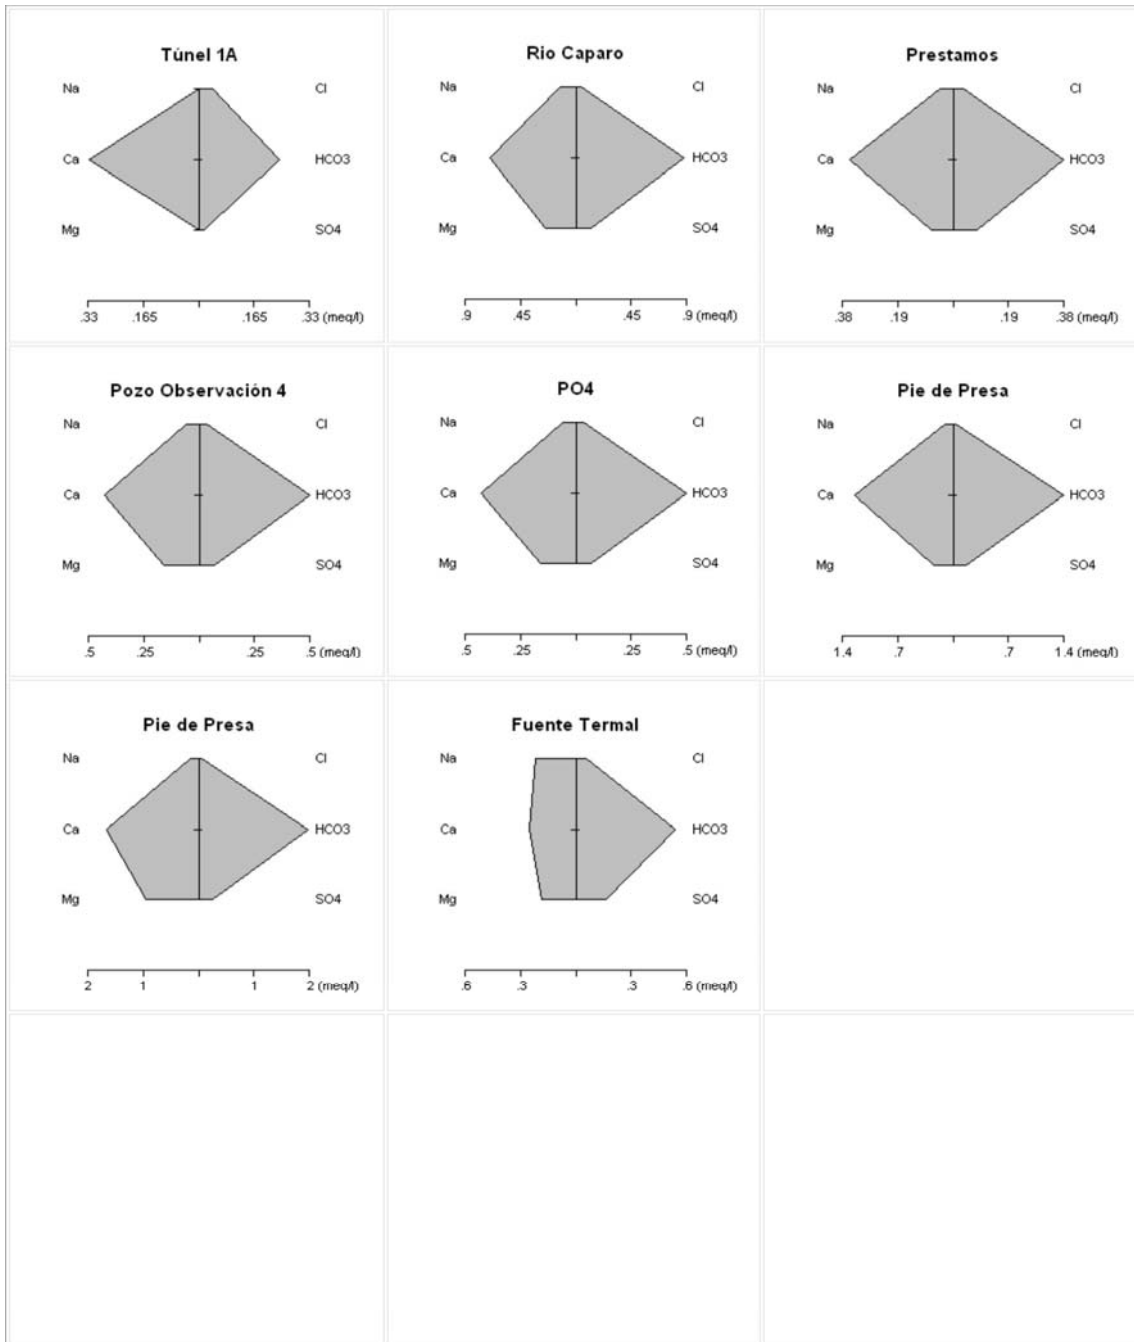 Túnel 1A
Na Cl
Ca HCO3
Mg SO4
.33 .165 .165 .33 (meq/l)
Rio Caparo
Na Cl
Ca HCO3
Mg SO4
.9 .45 .45 .9 (meq/l)
Prestamos
Na Cl
Ca HCO3
Mg SO4
.38 .19 .19 .38 (meq/l)
Pozo Observación 4
Na Cl
Ca HCO3
Mg SO4
.5 .25 .25 .5 (meq/l)
PO4
Na Cl
Ca HCO3
Mg SO4
.5 .25 .25 .5 (meq/l)
Pie de Presa
Na Cl
Ca HCO3
Mg SO4
1.4 .7 .7 1.4 (meq/l)
Pie de Presa
Na Cl
Ca HCO3
Mg SO4
2 1 1 2 (meq/l)
Fuente Termal
Na Cl
Ca HCO3
Mg SO4
.6 .3 .3 .6 (meq/l)